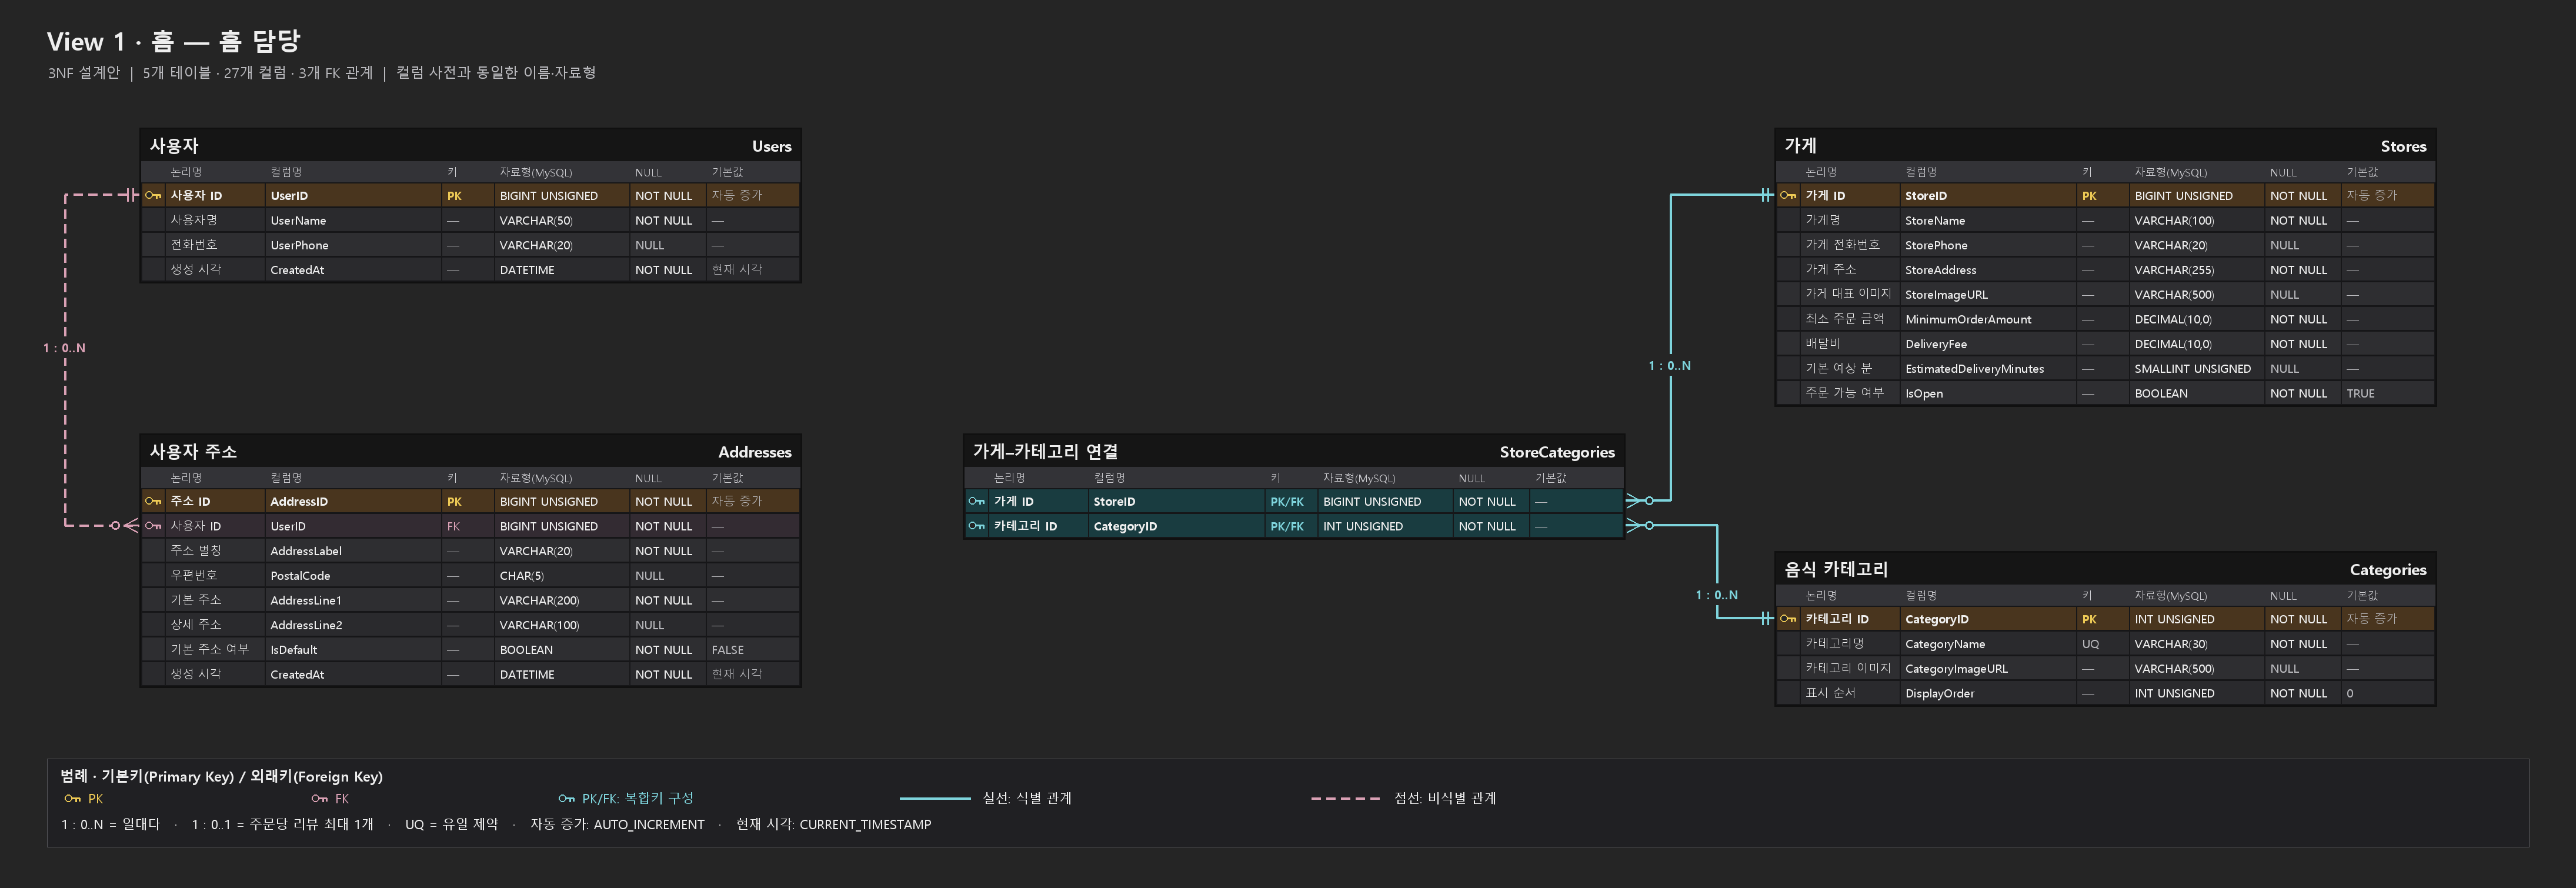 View 1 · 홈 — 홈 담당
3NF 설계안 | 5개 테이블 · 27개 컬럼 · 3개 FK 관계 | 컬럼 사전과 동일한 이름·자료형
사용자 Users
논리명 컬럼명 키 자료형(MySQL) NULL 기본값
사용자 ID UserID PK BIGINT UNSIGNED NOT NULL 자동 증가
사용자명 UserName — VARCHAR(50) NOT NULL —
전화번호 UserPhone — VARCHAR(20) NULL —
생성 시각 CreatedAt — DATETIME NOT NULL 현재 시각
1 : 0..N
사용자 주소 Addresses
논리명 컬럼명 키 자료형(MySQL) NULL 기본값
주소 ID AddressID PK BIGINT UNSIGNED NOT NULL 자동 증가
사용자 ID UserID FK BIGINT UNSIGNED NOT NULL —
주소 별칭 AddressLabel — VARCHAR(20) NOT NULL —
우편번호 PostalCode — CHAR(5) NULL —
기본 주소 AddressLine1 — VARCHAR(200) NOT NULL —
상세 주소 AddressLine2 — VARCHAR(100) NULL —
기본 주소 여부 IsDefault — BOOLEAN NOT NULL FALSE
생성 시각 CreatedAt — DATETIME NOT NULL 현재 시각
가게–카테고리 연결 StoreCategories
논리명 컬럼명 키 자료형(MySQL) NULL 기본값
가게 ID StoreID PK/FK BIGINT UNSIGNED NOT NULL —
카테고리 ID CategoryID PK/FK INT UNSIGNED NOT NULL —
1 : 0..N
1 : 0..N
가게 Stores
논리명 컬럼명 키 자료형(MySQL) NULL 기본값
가게 ID StoreID PK BIGINT UNSIGNED NOT NULL 자동 증가
가게명 StoreName — VARCHAR(100) NOT NULL —
가게 전화번호 StorePhone — VARCHAR(20) NULL —
가게 주소 StoreAddress — VARCHAR(255) NOT NULL —
가게 대표 이미지 StoreImageURL — VARCHAR(500) NULL —
최소 주문 금액 MinimumOrderAmount — DECIMAL(10,0) NOT NULL —
배달비 DeliveryFee — DECIMAL(10,0) NOT NULL —
기본 예상 분 EstimatedDeliveryMinutes — SMALLINT UNSIGNED NULL —
주문 가능 여부 IsOpen — BOOLEAN NOT NULL TRUE
음식 카테고리 Categories
논리명 컬럼명 키 자료형(MySQL) NULL 기본값
카테고리 ID CategoryID PK INT UNSIGNED NOT NULL 자동 증가
카테고리명 CategoryName UQ VARCHAR(30) NOT NULL —
카테고리 이미지 CategoryImageURL — VARCHAR(500) NULL —
표시 순서 DisplayOrder — INT UNSIGNED NOT NULL 0
범례 · 기본키(Primary Key) / 외래키(Foreign Key)
PK FK PK/FK: 복합키 구성 실선: 식별 관계 점선: 비식별 관계
1 : 0..N = 일대다 · 1 : 0..1 = 주문당 리뷰 최대 1개 · UQ = 유일 제약 · 자동 증가: AUTO_INCREMENT · 현재 시각: CURRENT_TIMESTAMP